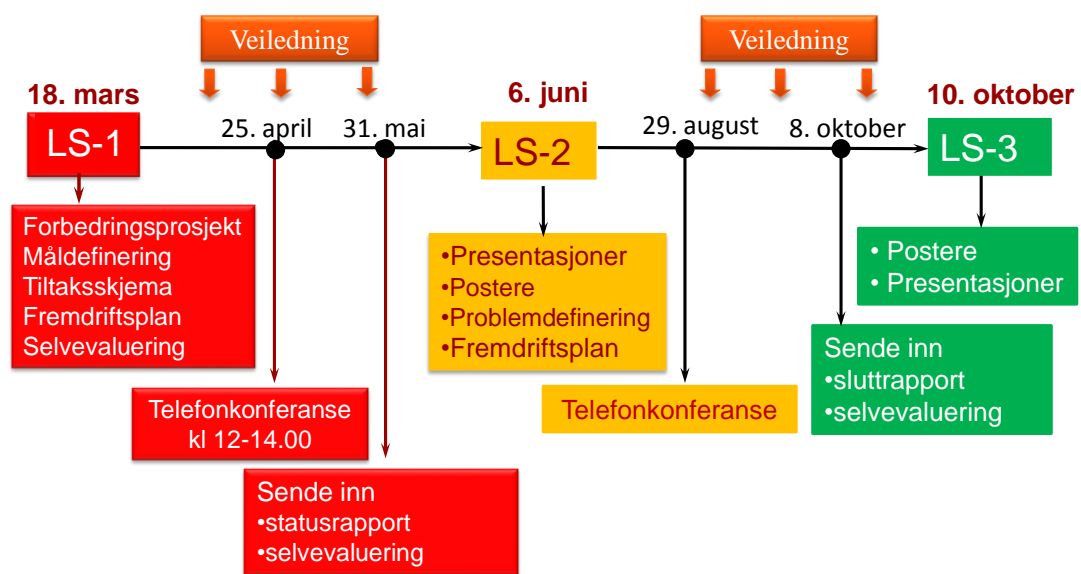 Veiledning
Veiledning
18. mars
6. juni
10. oktober
LS-1
25. april
31. mai
LS-2
29. august
8. oktober
LS-3
Forbedringsprosjekt
Måldefinering
Tiltaksskjema
Fremdriftsplan
Selvevaluering
•Presentasjoner
•Postere
•Problemdefinering
•Fremdriftsplan
• Postere
• Presentasjoner
Telefonkonferanse
kl 12-14.00
Telefonkonferanse
Sende inn
•sluttrapport
•selvevaluering
Sende inn
•statusrapport
•selvevaluering